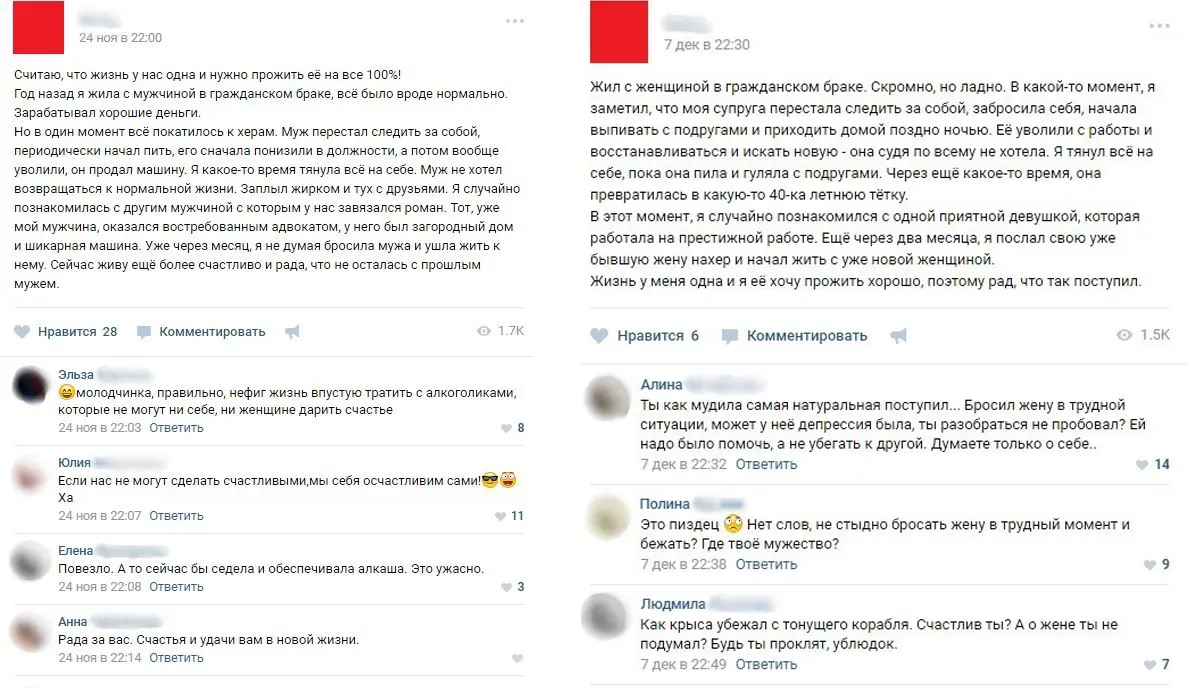 24 ноя в 22:00
Считаю, что жизнь у нас одна и нужно прожить её на все 100%!
Год назад я жила с мужчиной в гражданском браке, всё было вроде нормально.
Зарабатывал хорошие деньги.
Но в один момент всё покатилось к херам. Муж перестал следить за собой,
периодически начал пить, его сначала понизили в должности, а потом вообще
уволили, он продал машину. Я какое-то время тянула всё на себе. Муж не хотел
возвращаться к нормальной жизни. Заплыл жирком и тух с друзьями. Я случайно
познакомилась с другим мужчиной с которым у нас завязался роман. Тот, уже
мой мужчина, оказался востребованным адвокатом, у него был загородный дом
и шикарная машина. Уже через месяц, я не думая бросила мужа и ушла жить к
нему. Сейчас живу ещё более счастливо и рада, что не осталась с прошлым
мужем.
Нравится 28 Комментировать 1.7K
Эльза
😄молодчинка, правильно, нефиг жизнь впустую тратить с алкоголиками,
которые не могут ни себе, ни женщине дарить счастье
24 ноя в 22:03 Ответить 8
Юлия
Если нас не могут сделать счастливыми,мы себя осчастливим сами!😎😱
Ха
24 ноя в 22:07 Ответить 11
Елена
Повезло. А то сейчас бы седела и обеспечивала алкаша. Это ужасно.
24 ноя в 22:08 Ответить 3
Анна
Рада за вас. Счастья и удачи вам в новой жизни.
24 ноя в 22:14 Ответить
7 дек в 22:30
Жил с женщиной в гражданском браке. Скромно, но ладно. В какой-то момент, я
заметил, что моя супруга перестала следить за собой, забросила себя, начала
выпивать с подругами и приходить домой поздно ночью. Её уволили с работы и
восстанавливаться и искать новую - она судя по всему не хотела. Я тянул всё на
себе, пока она пила и гуляла с подругами. Через ещё какое-то время, она
превратилась в какую-то 40-ка летнюю тётку.
В этот момент, я случайно познакомился с одной приятной девушкой, которая
работала на престижной работе. Ещё через два месяца, я послал свою уже
бывшую жену нахер и начал жить с уже новой женщиной.
Жизнь у меня одна и я её хочу прожить хорошо, поэтому рад, что так поступил.
Нравится 6 Комментировать 1.5K
Алина
Ты как мудила самая натуральная поступил... Бросил жену в трудной
ситуации, может у неё депрессия была, ты разобраться не пробовал? Ей
надо было помочь, а не убегать к другой. Думаете только о себе..
7 дек в 22:32 Ответить 14
Полина
Это пиздец 😟 Нет слов, не стыдно бросать жену в трудный момент и
бежать? Где твоё мужество?
7 дек в 22:38 Ответить 9
Людмила
Как крыса убежал с тонущего корабля. Счастлив ты? А о жене ты не
подумал? Будь ты проклят, ублюдок.
7 дек в 22:49 Ответить 7